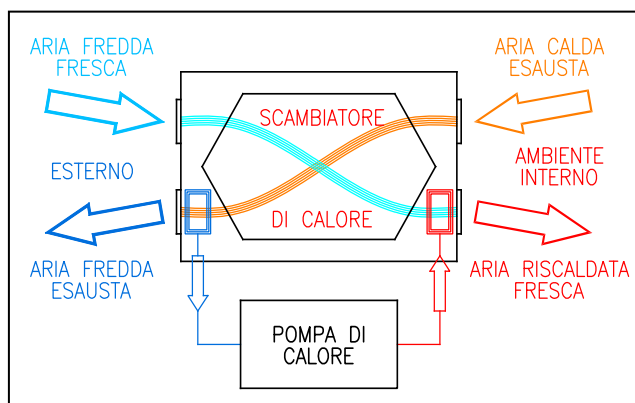 ARIA FREDDA
FRESCA
ARIA CALDA
ESAUSTA
SCAMBIATORE
ESTERNO
AMBIENTE
INTERNO
DI CALORE
ARIA FREDDA
ESAUSTA
ARIA RISCALDATA
FRESCA
POMPA DI
CALORE